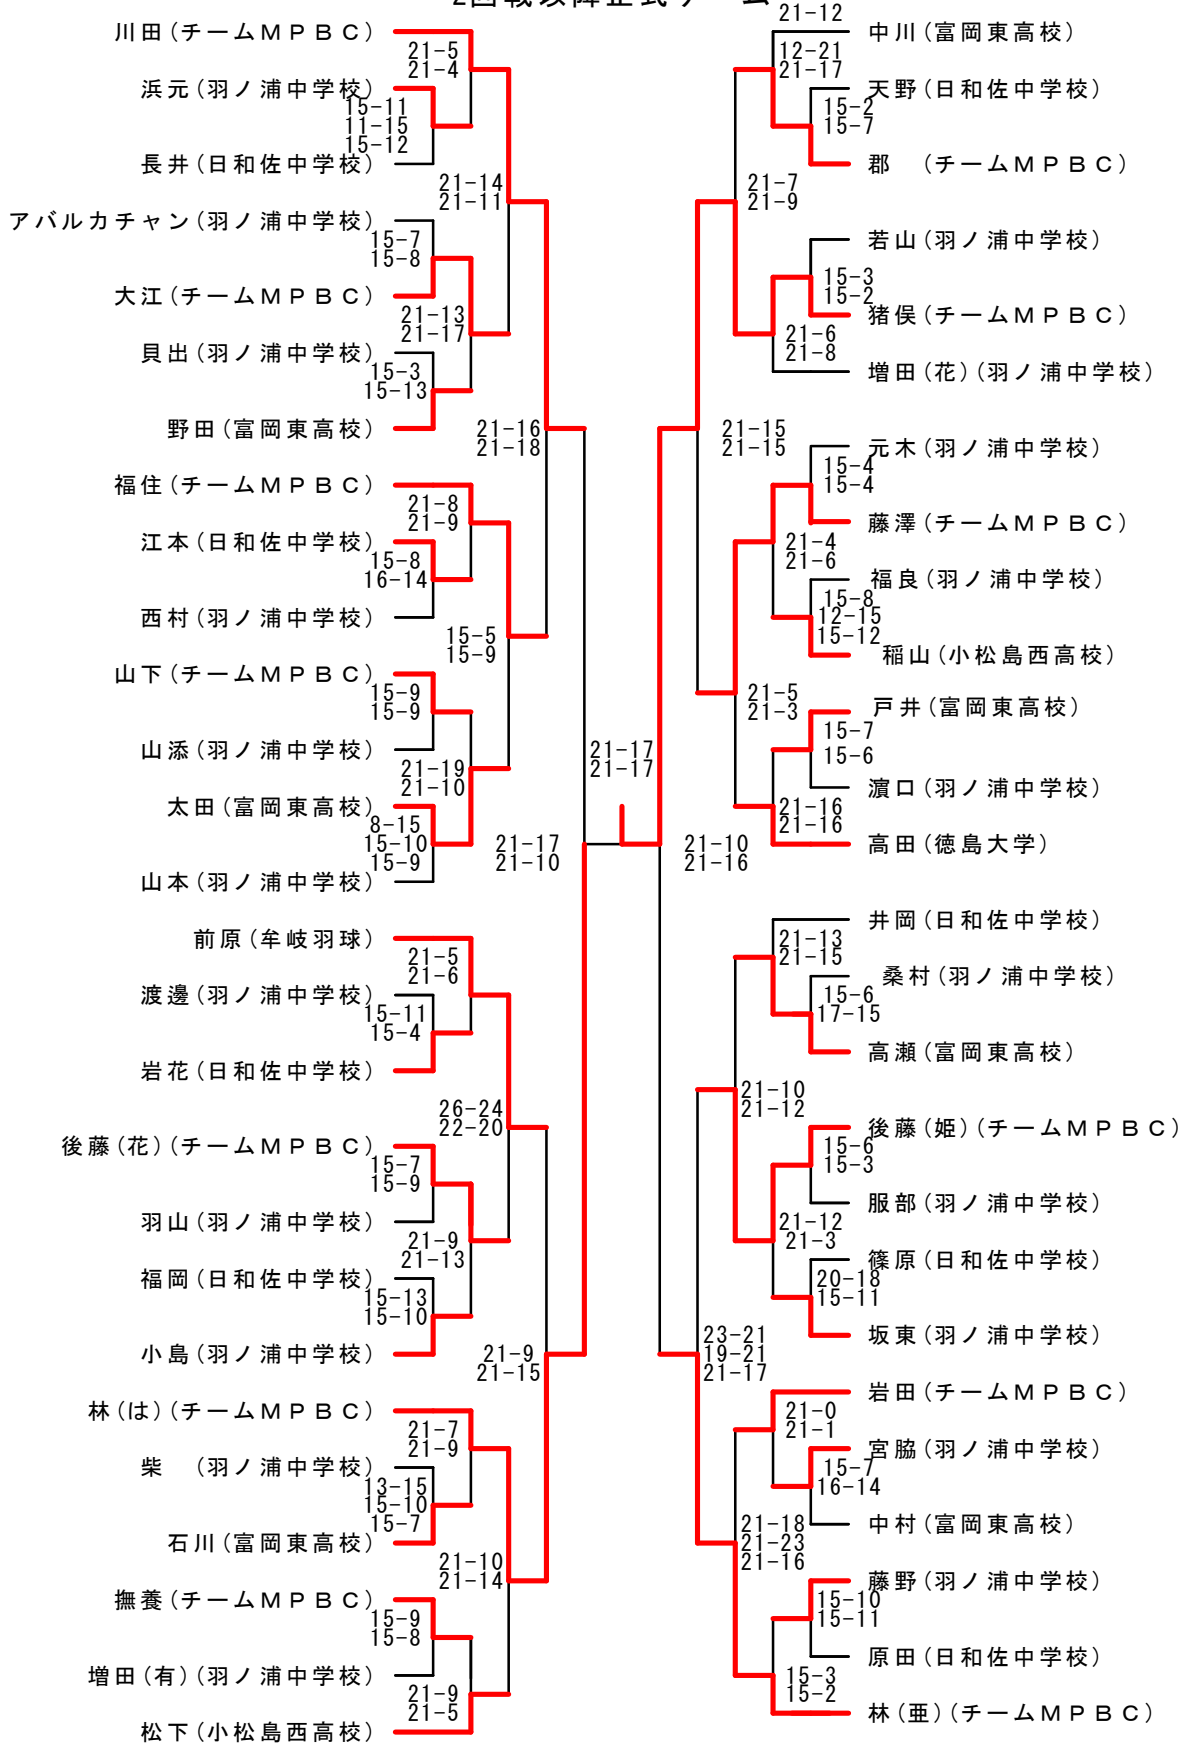 2回戦以降正式ゲーム
川田(チームＭＰＢＣ)
21-5
21-4
浜元(羽ノ浦中学校)
15-11
11-15
15-12
長井(日和佐中学校)
21-14
21-11
アバルカチャン(羽ノ浦中学校)
15-7
15-8
大江(チームＭＰＢＣ)
21-13
21-17
貝出(羽ノ浦中学校)
15-3
15-13
野田(富岡東高校)
21-16
21-18
福住(チームＭＰＢＣ)
21-8
21-9
江本(日和佐中学校)
15-8
16-14
西村(羽ノ浦中学校)
15-5
15-9
山下(チームＭＰＢＣ)
15-9
15-9
山添(羽ノ浦中学校)
21-19
21-10
太田(富岡東高校)
8-15
15-10
15-9
山本(羽ノ浦中学校)
21-17
21-10
前原(牟岐羽球)
21-5
21-6
渡邊(羽ノ浦中学校)
15-11
15-4
岩花(日和佐中学校)
26-24
22-20
後藤(花)(チームＭＰＢＣ)
15-7
15-9
羽山(羽ノ浦中学校)
21-9
21-13
福岡(日和佐中学校)
15-13
15-10
小島(羽ノ浦中学校)
21-9
21-15
林(は)(チームＭＰＢＣ)
21-7
21-9
柴　(羽ノ浦中学校)
13-15
15-10
15-7
石川(富岡東高校)
21-10
21-14
撫養(チームＭＰＢＣ)
15-9
15-8
増田(有)(羽ノ浦中学校)
21-9
21-5
松下(小松島西高校)
21-17
21-17
21-12
中川(富岡東高校)
12-21
21-17
天野(日和佐中学校)
15-2
15-7
郡　(チームＭＰＢＣ)
21-7
21-9
若山(羽ノ浦中学校)
15-3
15-2
猪俣(チームＭＰＢＣ)
21-6
21-8
増田(花)(羽ノ浦中学校)
21-15
21-15
元木(羽ノ浦中学校)
15-4
15-4
藤澤(チームＭＰＢＣ)
21-4
21-6
福良(羽ノ浦中学校)
15-8
12-15
15-12
稲山(小松島西高校)
21-5
21-3
戸井(富岡東高校)
15-7
15-6
濵口(羽ノ浦中学校)
21-16
21-16
高田(徳島大学)
21-10
21-16
井岡(日和佐中学校)
21-13
21-15
桑村(羽ノ浦中学校)
15-6
17-15
高瀬(富岡東高校)
21-10
21-12
後藤(姫)(チームＭＰＢＣ)
15-6
15-3
服部(羽ノ浦中学校)
21-12
21-3
篠原(日和佐中学校)
20-18
15-11
坂東(羽ノ浦中学校)
23-21
19-21
21-17
岩田(チームＭＰＢＣ)
21-0
21-1
宮脇(羽ノ浦中学校)
15-7
16-14
中村(富岡東高校)
21-18
21-23
21-16
藤野(羽ノ浦中学校)
15-10
15-11
原田(日和佐中学校)
15-3
15-2
林(亜)(チームＭＰＢＣ)